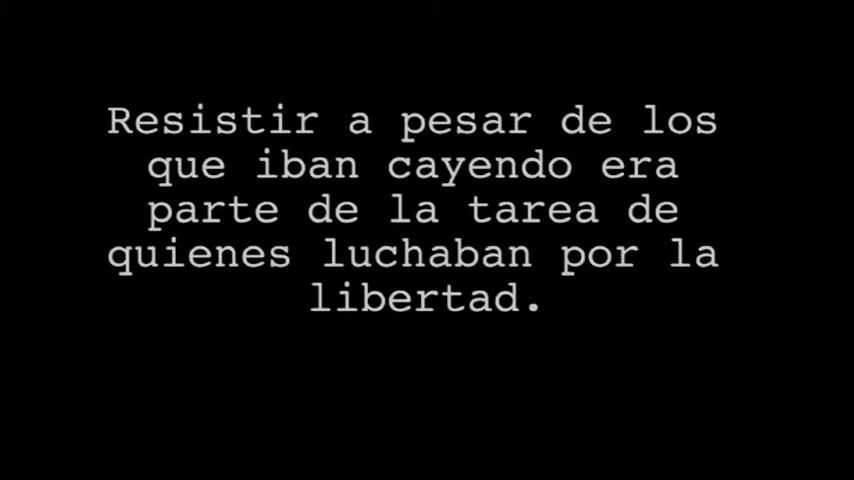 Resistir a pesar de los
que iban cayendo era
parte de la tarea de
quienes luchaban por la
libertad.